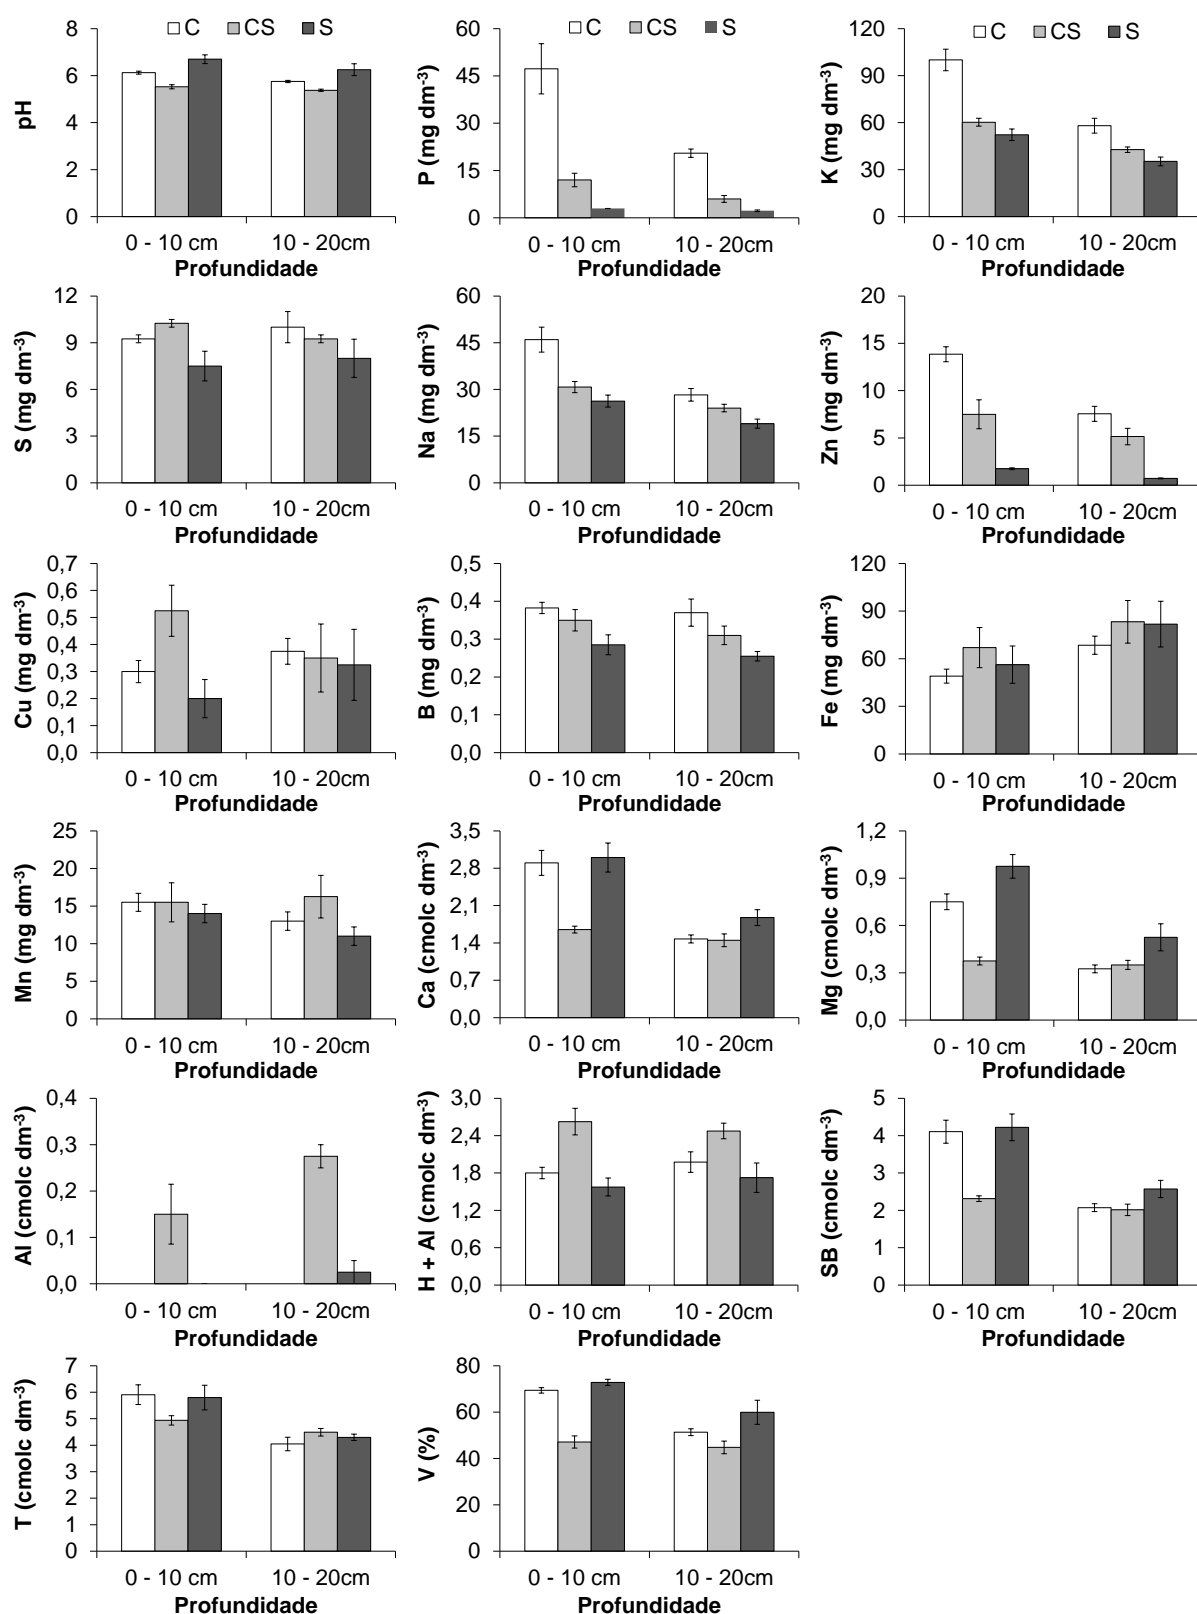 C CS S
pH
8
6
4
2
0
0 - 10 cm 10 - 20cm
Profundidade
C CS S
P (mg dm-3)
60
45
30
15
0
0 - 10 cm 10 - 20cm
Profundidade
C CS S
K (mg dm-3)
120
90
60
30
0
0 - 10 cm 10 - 20cm
Profundidade
S (mg dm-3)
12
9
6
3
0
0 - 10 cm 10 - 20cm
Profundidade
Na (mg dm-3)
60
45
30
15
0
0 - 10 cm 10 - 20cm
Profundidade
Zn (mg dm-3)
20
15
10
5
0
0 - 10 cm 10 - 20cm
Profundidade
Cu (mg dm-3)
0,7
0,6
0,5
0,4
0,3
0,2
0,1
0,0
0 - 10 cm 10 - 20cm
Profundidade
B (mg dm-3)
0,5
0,4
0,3
0,2
0,1
0,0
0 - 10 cm 10 - 20cm
Profundidade
Fe (mg dm-3)
120
90
60
30
0
0 - 10 cm 10 - 20cm
Profundidade
Mn (mg dm-3)
25
20
15
10
5
0
0 - 10 cm 10 - 20cm
Profundidade
Ca (cmolc dm-3)
3,5
2,8
2,1
1,4
0,7
0,0
0 - 10 cm 10 - 20cm
Profundidade
Mg (cmolc dm-3)
1,2
0,9
0,6
0,3
0,0
0 - 10 cm 10 - 20cm
Profundidade
Al (cmolc dm-3)
0,4
0,3
0,2
0,1
0,0
0 - 10 cm 10 - 20cm
Profundidade
H + Al (cmolc dm-3)
3,0
2,4
1,8
1,2
0,6
0,0
0 - 10 cm 10 - 20cm
Profundidade
SB (cmolc dm-3)
5
4
3
2
1
0
0 - 10 cm 10 - 20cm
Profundidade
T (cmolc dm-3)
7
6
5
4
3
2
1
0
0 - 10 cm 10 - 20cm
Profundidade
V (%)
80
60
40
20
0
0 - 10 cm 10 - 20cm
Profundidade